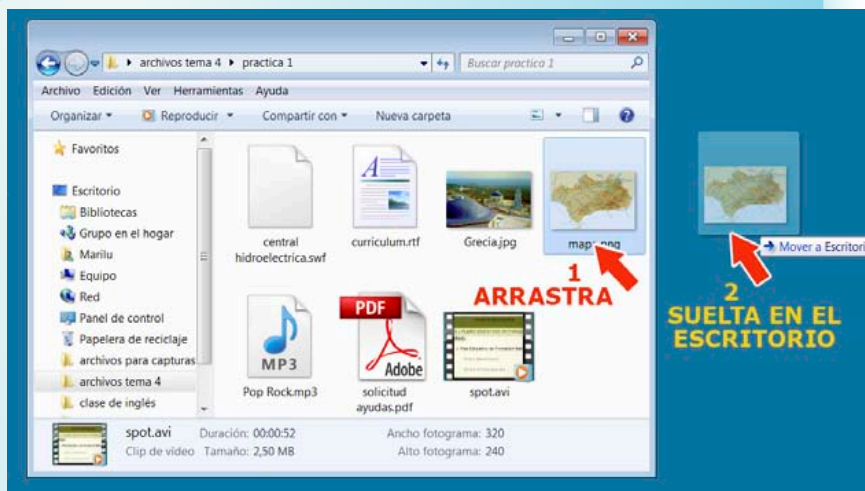 archivos tema 4 practica 1
Buscar practica 1
Archivo Edición Ver Herramientas Ayuda
Organizar Reproducir Compartir con Nueva carpeta
Favoritos
Escritorio
Bibliotecas
Grupo en el hogar
Marilu
Equipo
Red
Panel de control
Papelera de reciclaje
archivos para capturas
archivos tema 4
clase de inglés
central
hidroelectrica.swf
curriculum.rtf
Grecia.jpg
mapa.png
1
ARRASTRA
MP3
Pop Rock.mp3
PDF
Adobe
solicitud
ayudas.pdf
spot.avi
Mover a Escritori
2
SUELTA EN EL
ESCRITORIO
spot.avi Duración: 00:00:52 Ancho fotograma: 320
Clip de vídeo Tamaño: 2,50 MB Alto fotograma: 240